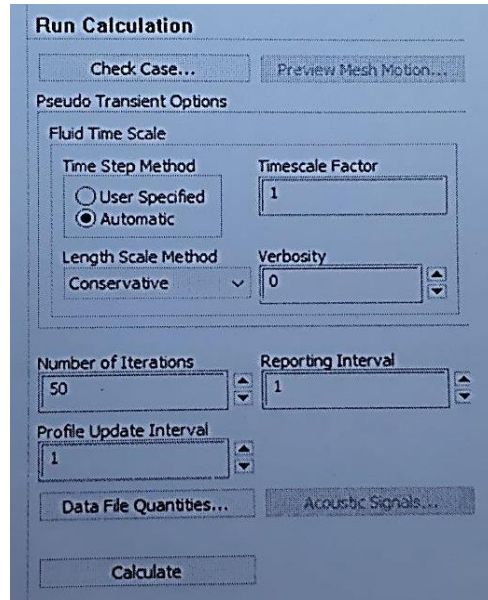 Run Calculation
Check Case... Preview Mesh Motion...
Pseudo Transient Options
Fluid Time Scale
Time Step Method Timescale Factor
User Specified 1
Automatic
Length Scale Method Verbosity
Conservative 0
Number of Iterations Reporting Interval
50 1
Profile Update Interval
1
Data File Quantities... Acoustic Signals...
Calculate